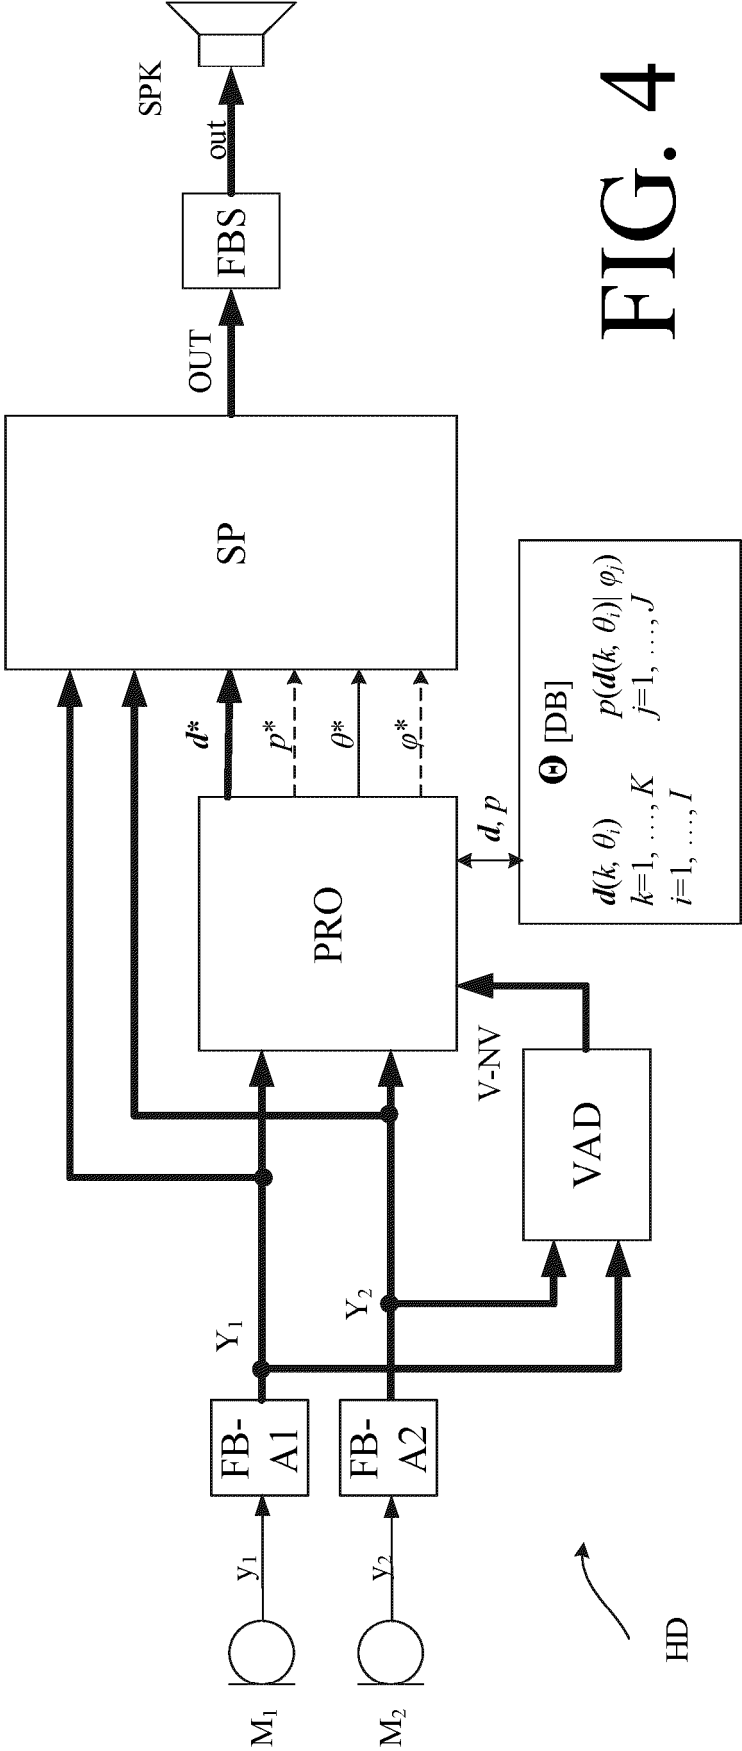 M₁
y₁
FB-
A1
Y₁
M₂
y₂
FB-
A2
Y₂
VAD
V-NV
PRO
d*
p*
θ*
φ*
d, p
Θ [DB]
d(k, θᵢ)
k=1, …, K
i=1, …, I
p(d(k, θᵢ)| φⱼ)
j=1, …, J
SP
OUT
FBS
out
SPK
HD
FIG. 4